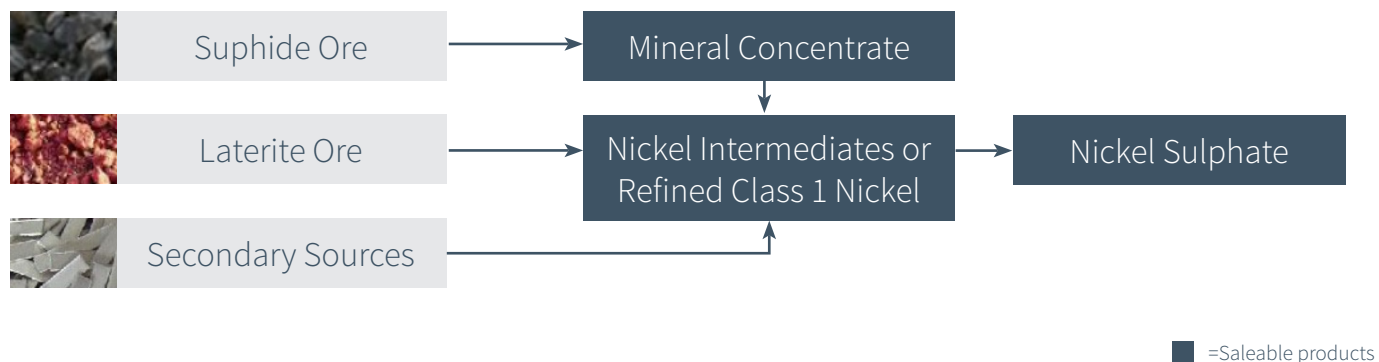 Suphide Ore
Mineral Concentrate
Laterite Ore
Nickel Intermediates or
Refined Class 1 Nickel
Nickel Sulphate
Secondary Sources
=Saleable products